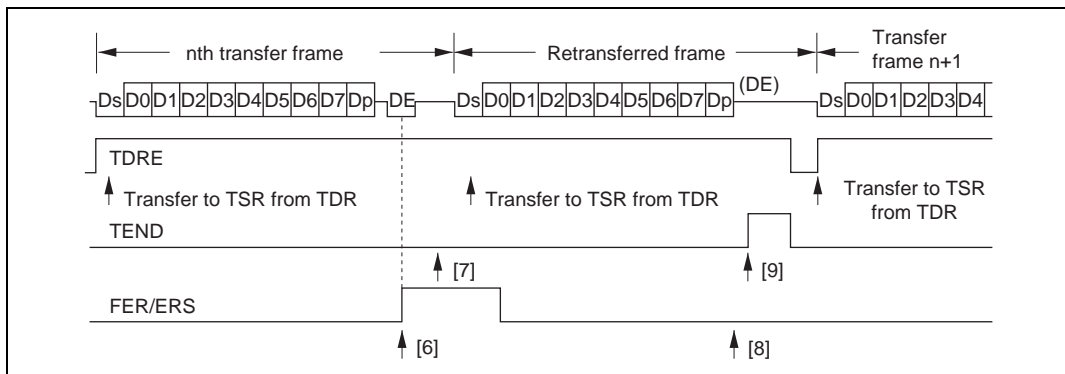 nth transfer frame
Retransferred frame
Transfer
frame n+1
Ds D0 D1 D2 D3 D4 D5 D6 D7 Dp DE
Ds D0 D1 D2 D3 D4 D5 D6 D7 Dp (DE)
Ds D0 D1 D2 D3 D4
TDRE
Transfer to TSR from TDR
Transfer to TSR from TDR
Transfer to TSR
from TDR
TEND
[7]
[9]
FER/ERS
[6]
[8]